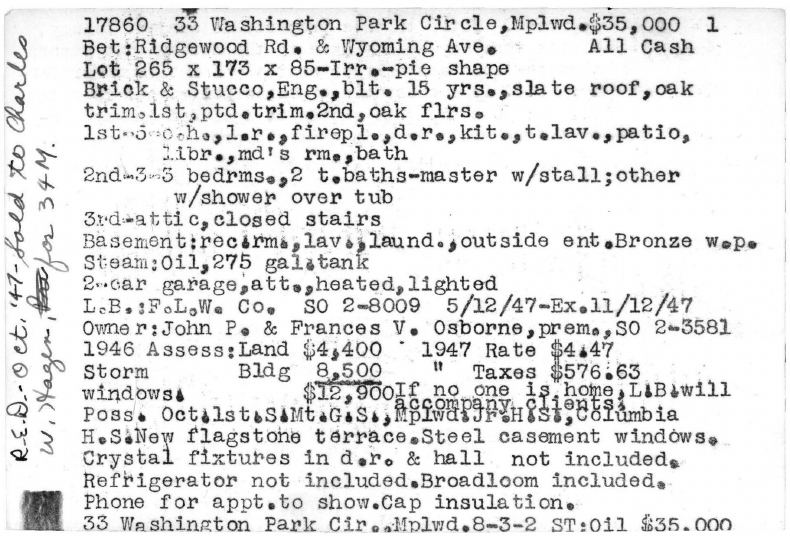 17860 33 Washington Park Circle,Mplwd.$35,000 1
Bet:Ridgewood Rd. & Wyoming Ave. All Cash
Lot 265 x 173 x 85-Irr.-pie shape
Brick & Stucco,Eng.,blt. 15 yrs.,slate roof,oak
trim.1st,ptd.trim.2nd,oak flrs.
1st-5-c.h.,l.r.,firepl.,d.r.,kit.,t.lav.,patio,
libr.,md's rm.,bath
2nd-3-3 bedrms.,2 t.baths-master w/stall;other
w/shower over tub
3rd-attic,closed stairs
Basement:rec.rm.,lav.,laund.,outside ent.Bronze w.p.
Steam:Oil,275 gal.tank
2-car garage,att.,heated,lighted
L.B.:F.L.W. Co. SO 2-8009 5/12/47-Ex.11/12/47
Owner:John P. & Frances V. Osborne,prem.,SO 2-3581
1946 Assess:Land $4,400 1947 Rate $4.47
Storm Bldg 8,500 " Taxes $576.63
windows. $12,900 If no one is home,L.B.will
accompany clients.
Poss. Oct.1st.S.Mt.G.S.,Mplwd.Jr.H.S.,Columbia
H.S.New flagstone terrace.Steel casement windows.
Crystal fixtures in d.r. & hall not included.
Refrigerator not included.Broadloom included.
Phone for appt.to show.Cap insulation.
33 Washington Park Cir.,Mplwd.8-3-2 ST:Oil $35,000
R.E.D.-Oct. '47-Sold to Charles
W. Hagen, for 34M.